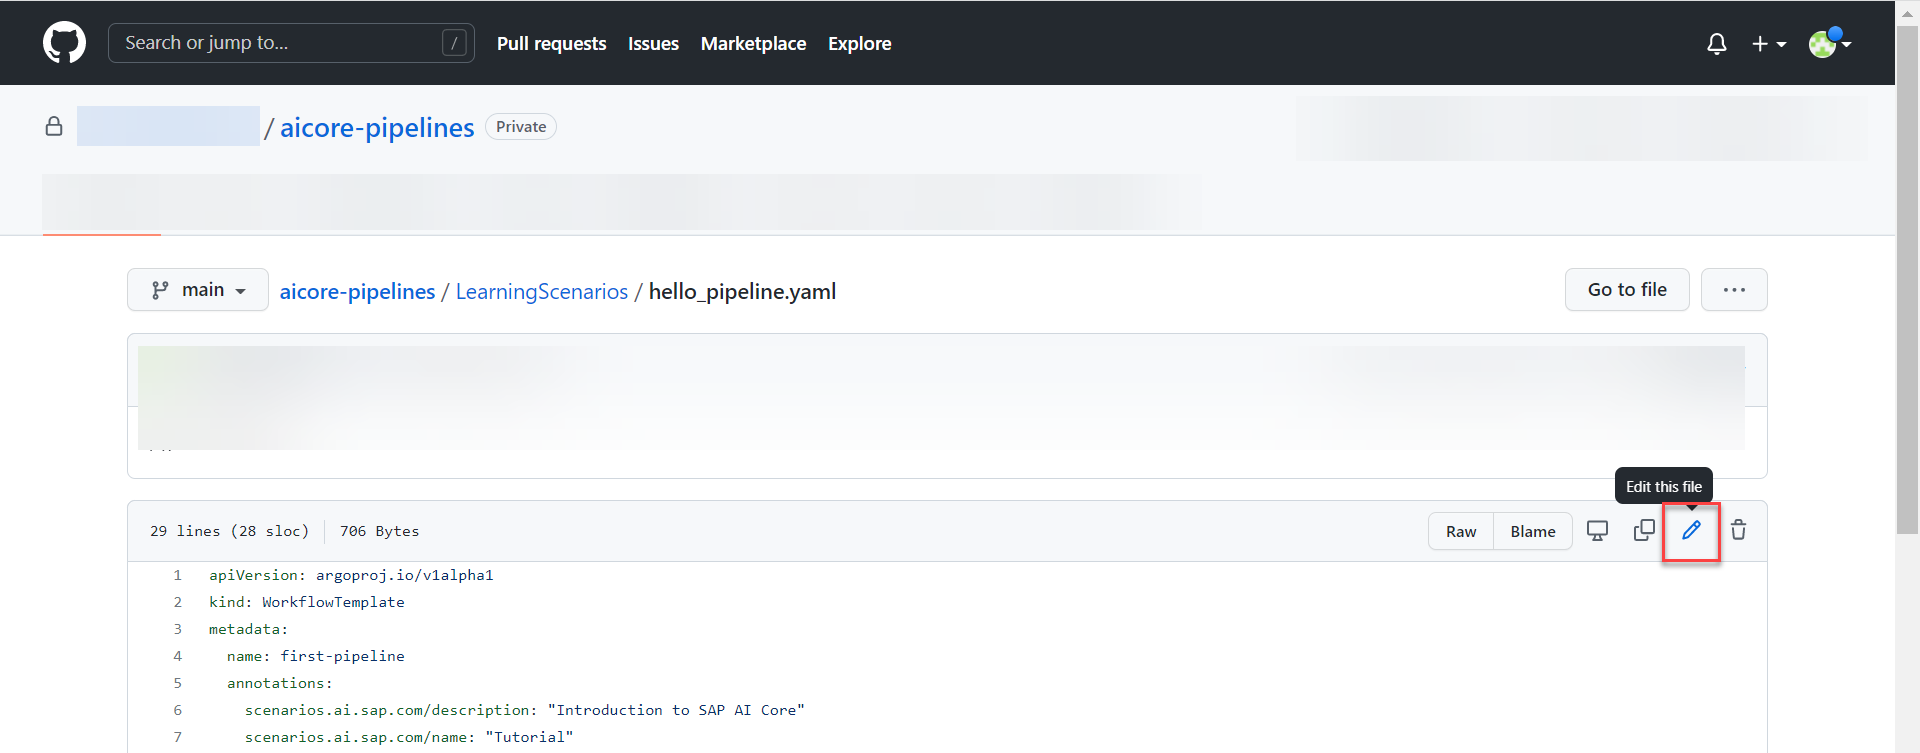 Search or jump to... /
Pull requests Issues Marketplace Explore
/ aicore-pipelines Private
main aicore-pipelines / LearningScenarios / hello_pipeline.yaml Go to file ...
Edit this file
29 lines (28 sloc) 706 Bytes Raw Blame
1 apiVersion: argoproj.io/v1alpha1
2 kind: WorkflowTemplate
3 metadata:
4 name: first-pipeline
5 annotations:
6 scenarios.ai.sap.com/description: "Introduction to SAP AI Core"
7 scenarios.ai.sap.com/name: "Tutorial"